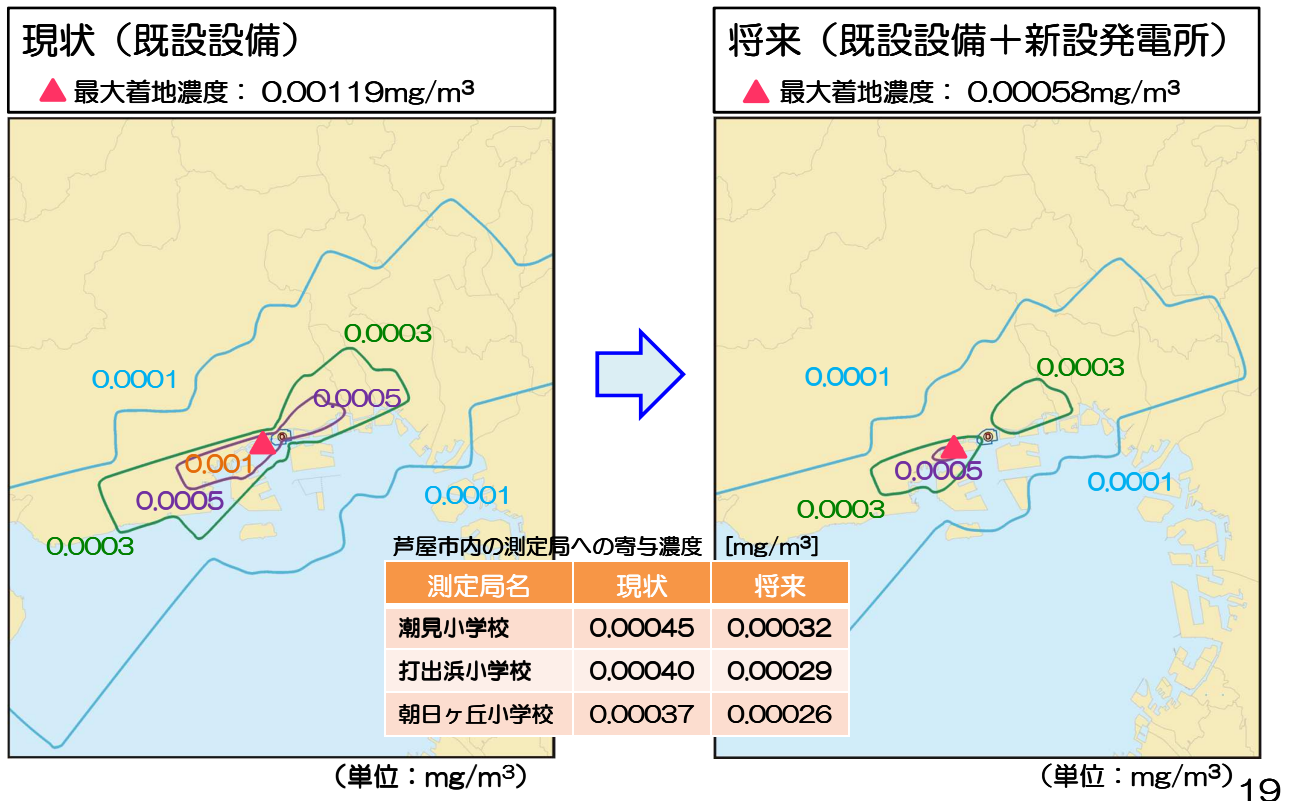 現状（既設設備）
▲ 最大着地濃度： 0.00119mg/m³
0.0003
0.0001
0.0005
0.001
0.0005
0.0001
0.0003
（単位：mg/m³）
将来（既設設備＋新設発電所）
▲ 最大着地濃度： 0.00058mg/m³
0.0003
0.0001
0.0005
0.0001
0.0003
芦屋市内の測定局への寄与濃度 [mg/m³]
測定局名 現状 将来
潮見小学校 0.00045 0.00032
打出浜小学校 0.00040 0.00029
朝日ヶ丘小学校 0.00037 0.00026
（単位：mg/m³）
19